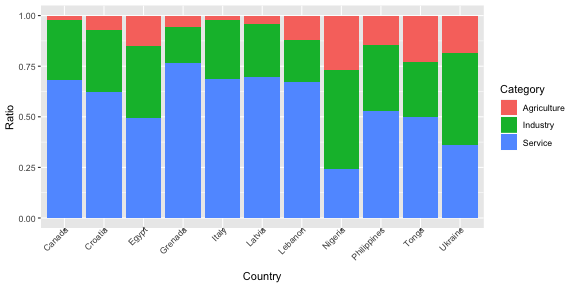 1.00
0.75
0.50
0.25
0.00
Ratio
Canada
Croatia
Egypt
Grenada
Italy
Latvia
Lebanon
Nigeria
Philippines
Tonga
Ukraine
Country
Category
Agriculture
Industry
Service